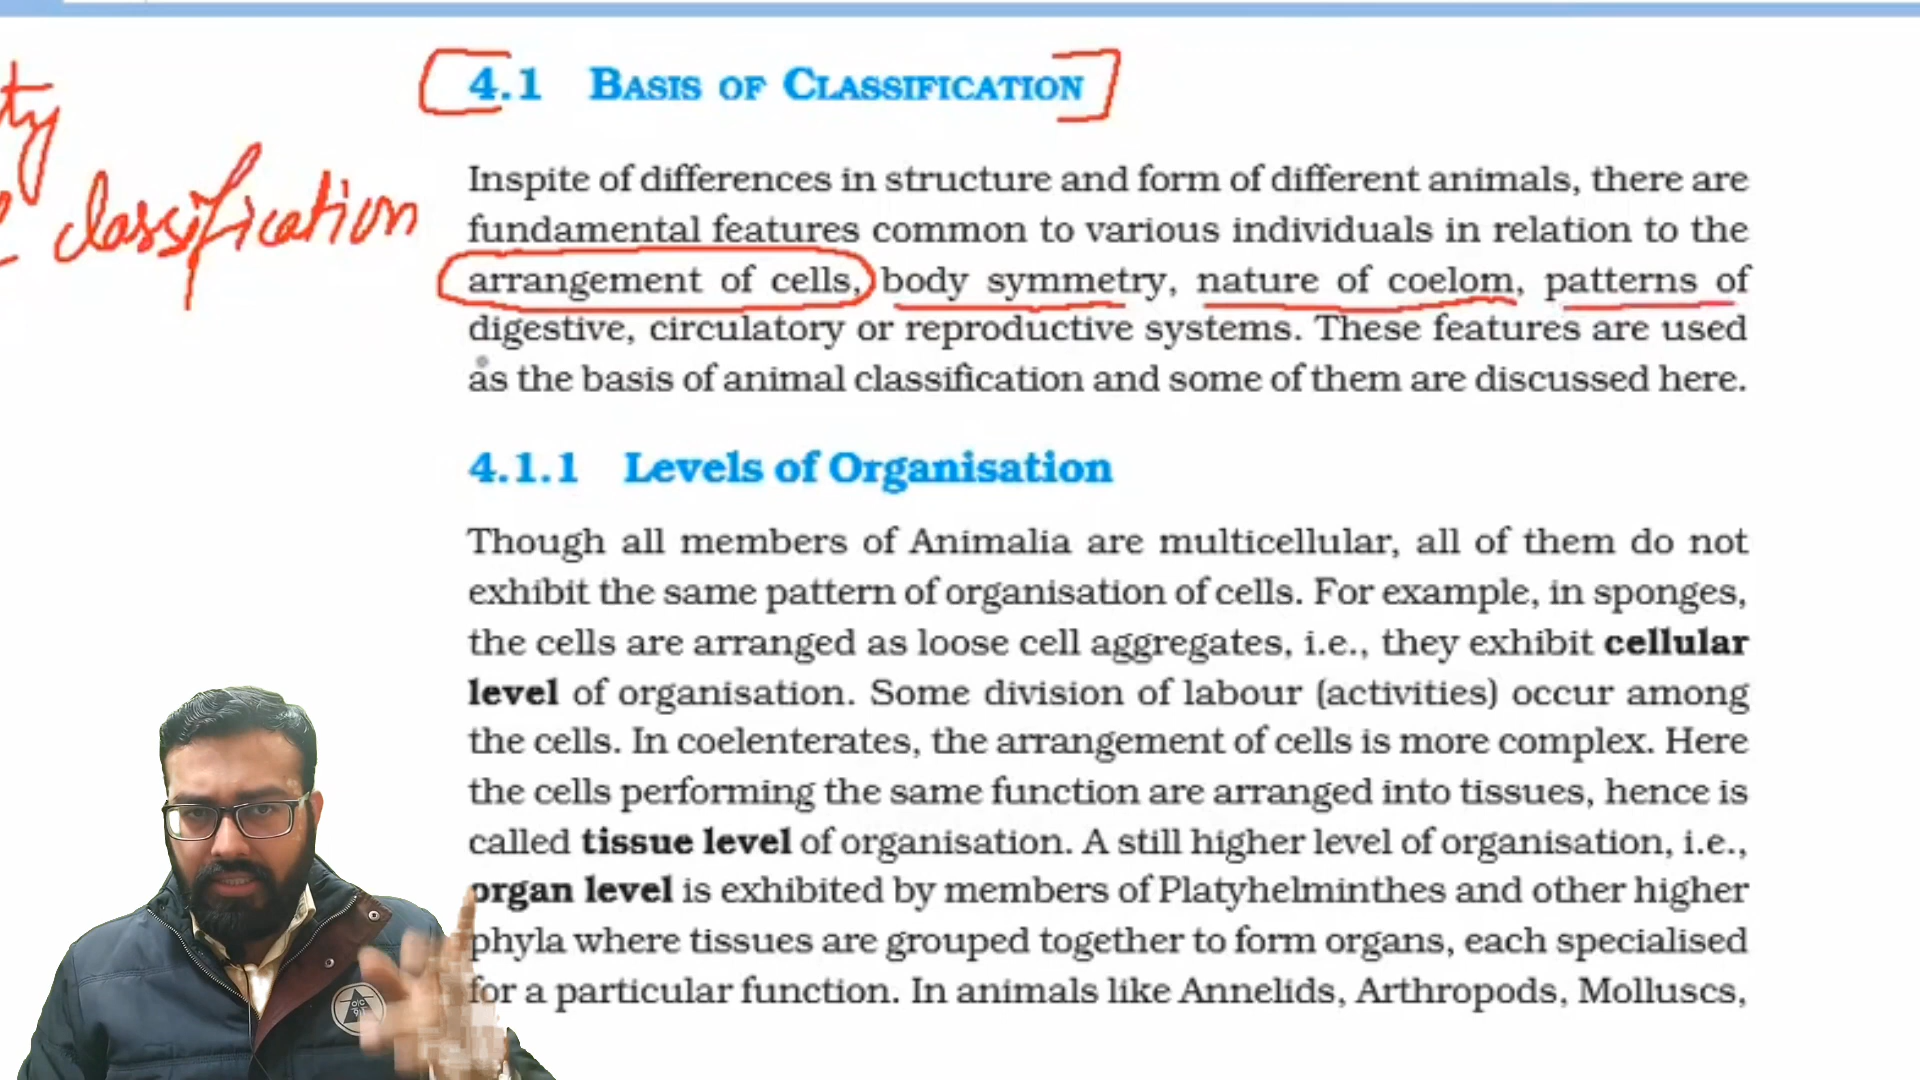 4.1 BASIS OF CLASSIFICATION
classification
Inspite of differences in structure and form of different animals, there are
fundamental features common to various individuals in relation to the
arrangement of cells, body symmetry, nature of coelom, patterns of
digestive, circulatory or reproductive systems. These features are used
as the basis of animal classification and some of them are discussed here.
4.1.1 Levels of Organisation
Though all members of Animalia are multicellular, all of them do not
exhibit the same pattern of organisation of cells. For example, in sponges,
the cells are arranged as loose cell aggregates, i.e., they exhibit cellular
level of organisation. Some division of labour (activities) occur among
the cells. In coelenterates, the arrangement of cells is more complex. Here
the cells performing the same function are arranged into tissues, hence is
called tissue level of organisation. A still higher level of organisation, i.e.,
organ level is exhibited by members of Platyhelminthes and other higher
phyla where tissues are grouped together to form organs, each specialised
for a particular function. In animals like Annelids, Arthropods, Molluscs,